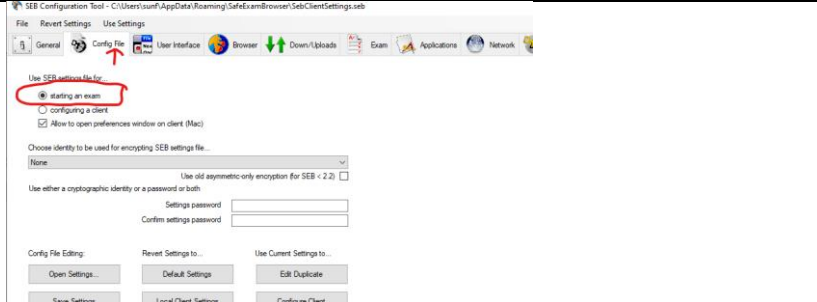 SEB Configuration Tool - C:\Users\sunf\AppData\Roaming\SafeExamBrowser\SebClientSettings.seb
File Revert Settings Use Settings
General Config File User Interface Browser Down/Uploads Exam Applications Network
Use SEB settings file for...
starting an exam
configuring a client
Allow to open preferences window on client (Mac)
Choose identity to be used for encrypting SEB settings file...
None
Use old asymmetric-only encryption (for SEB < 2.2)
Use either a cryptographic identity or a password or both
Settings password
Confirm settings password
Config File Editing: Revert Settings to... Use Current Settings to...
Open Settings... Default Settings Edit Duplicate
Save Settings Local Client Settings Configure Client